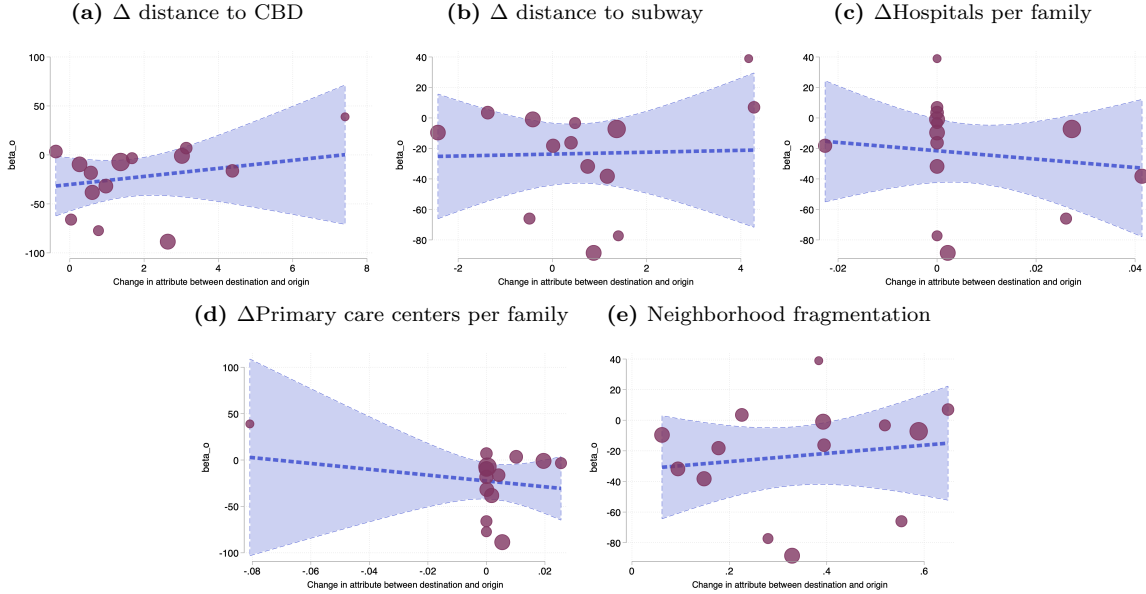 (a) Δ distance to CBD
100
50
0
-50
-100
beta_o
0 2 4 6 8
Change in attribute between destination and origin
(b) Δ distance to subway
40
20
0
-20
-40
-60
-80
beta_o
-2 0 2 4
Change in attribute between destination and origin
(c) ΔHospitals per family
40
20
0
-20
-40
-60
-80
beta_o
-.02 0 .02 .04
Change in attribute between destination and origin
(d) ΔPrimary care centers per family
100
50
0
-50
-100
beta_o
-.08 -.06 -.04 -.02 0 .02
Change in attribute between destination and origin
(e) Neighborhood fragmentation
40
20
0
-20
-40
-60
-80
beta_o
0 .2 .4 .6
Change in attribute between destination and origin